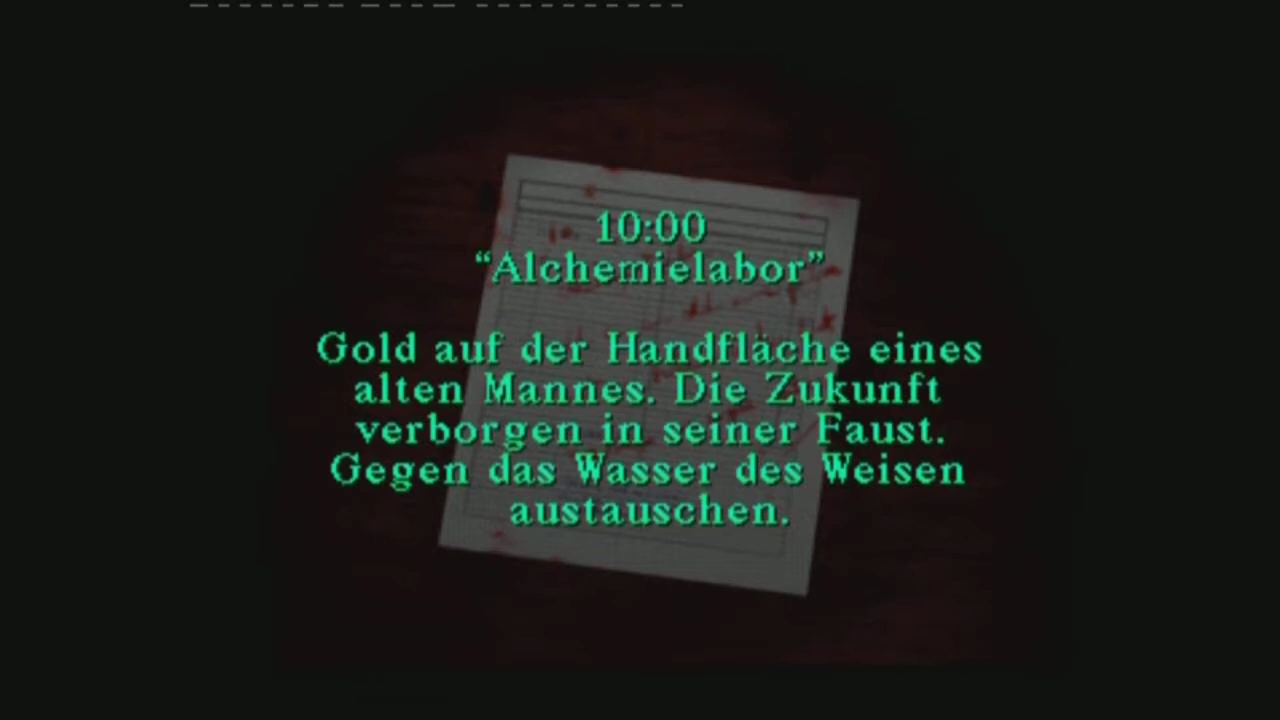 10:00
“Alchemielabor”
Gold auf der Handfläche eines
alten Mannes. Die Zukunft
verborgen in seiner Faust.
Gegen das Wasser des Weisen
austauschen.